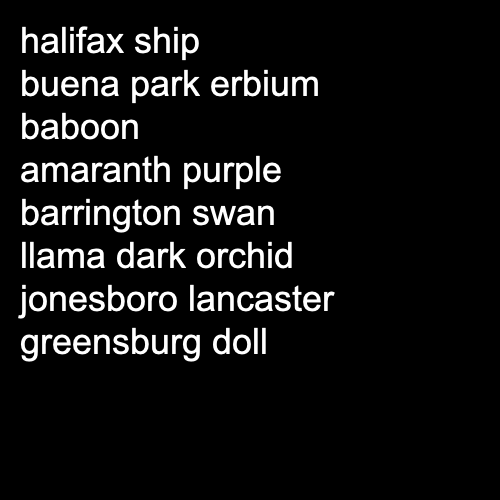 halifax ship
buena park erbium
baboon
amaranth purple
barrington swan
llama dark orchid
jonesboro lancaster
greensburg doll